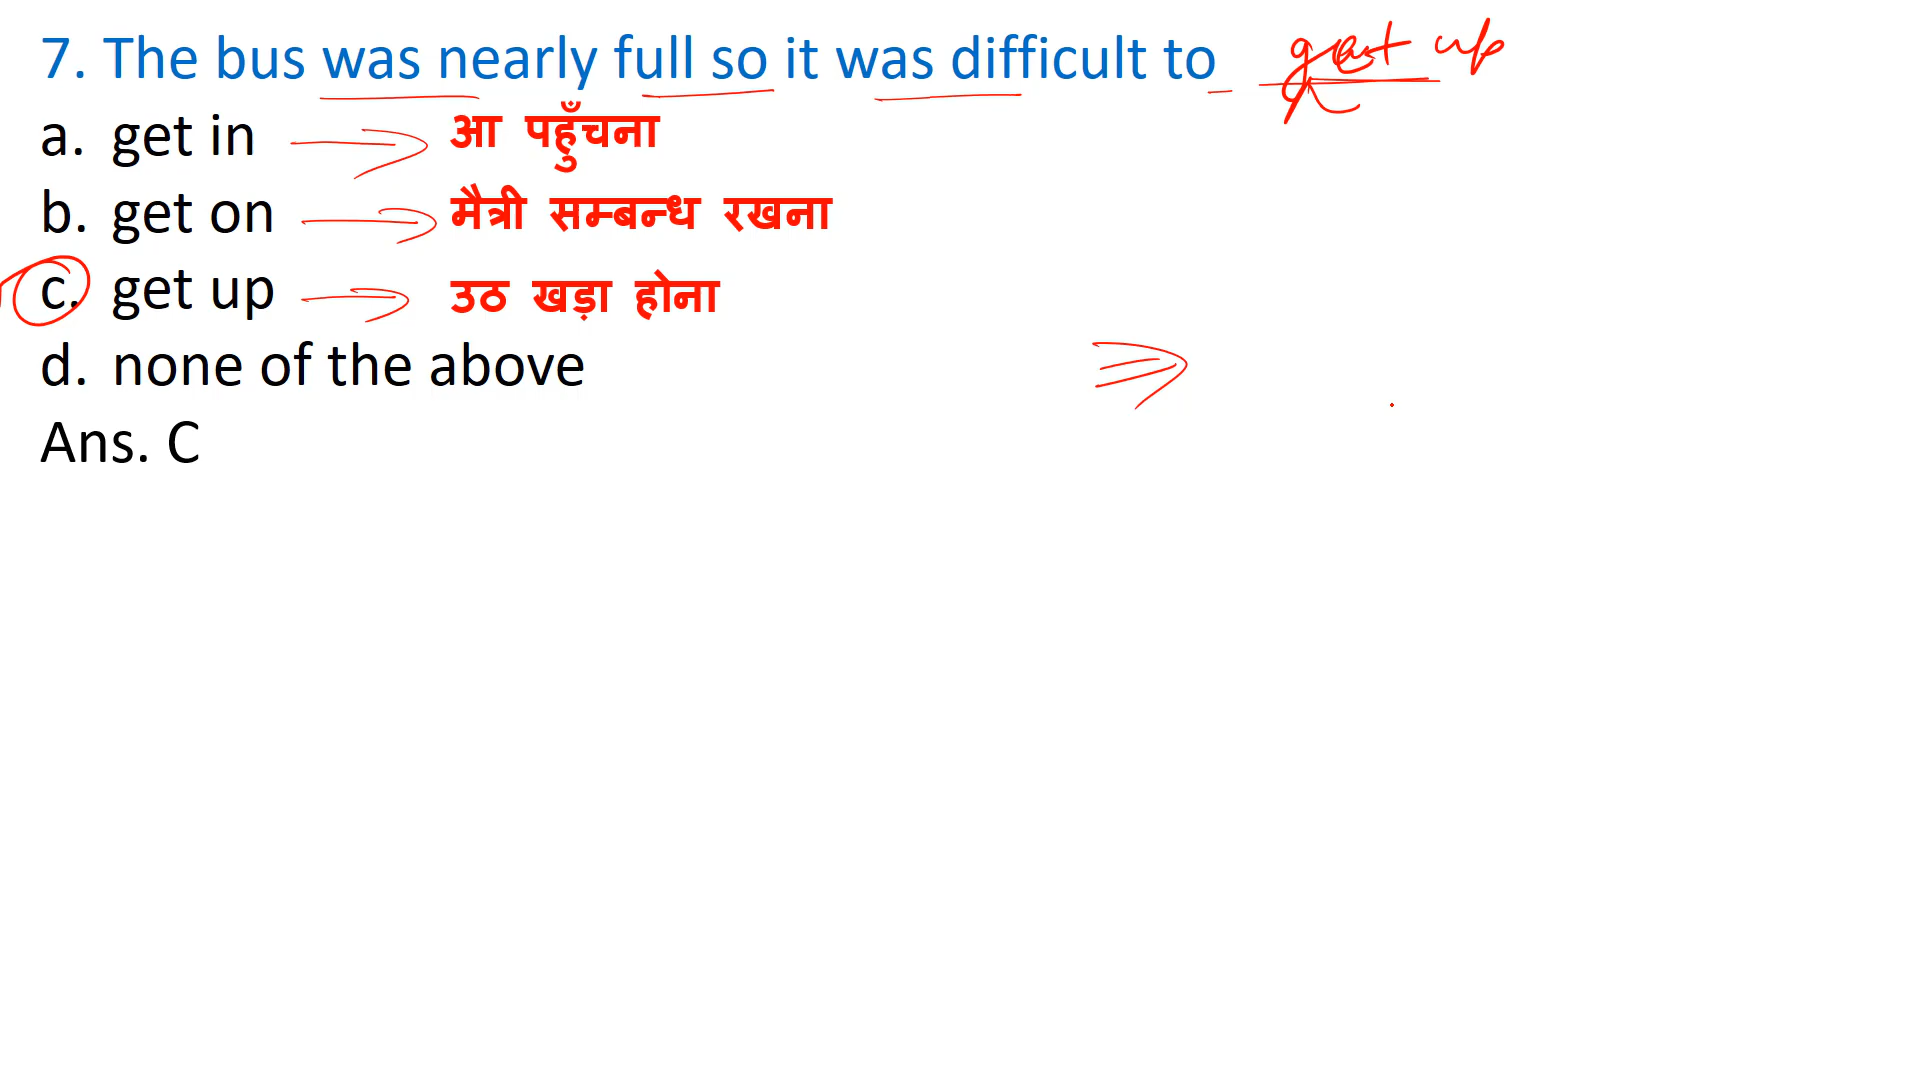 7. The bus was nearly full so it was difficult to get up
a. get in आ पहुँचना
b. get on मैत्री सम्बन्ध रखना
c. get up उठ खड़ा होना
d. none of the above
Ans. C